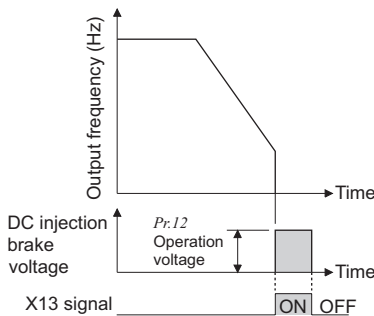 Output frequency (Hz)
Time
DC injection
brake
voltage
Pr.12
Operation
voltage
Time
X13 signal
ON
OFF